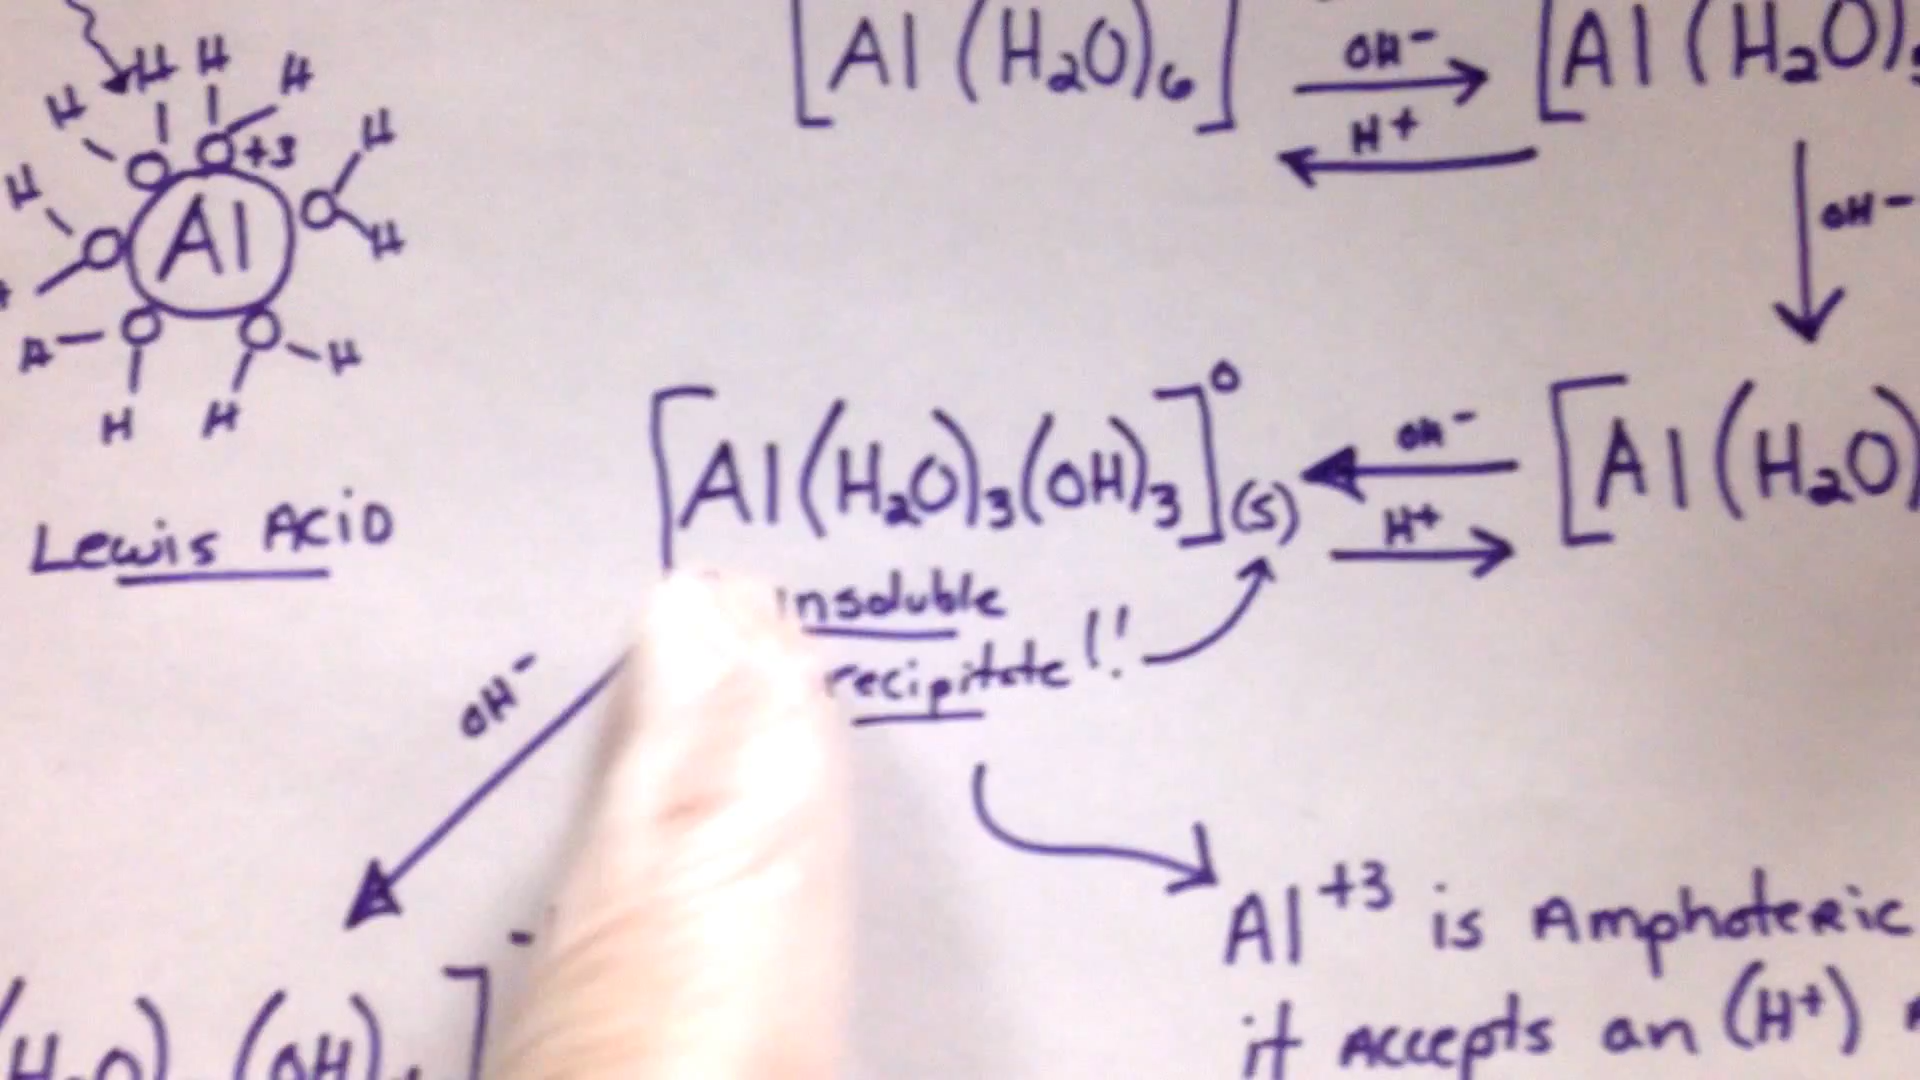 [Al(H₂O)₆] OH⁻ H⁺ [Al(H₂O)
H H H H H H H H H H
+3
Al
O O O O O O
OH⁻
[Al(H₂O)₃(OH)₃]⁰(s) OH⁻ H⁺ [Al(H₂O)
Lewis ACiD
insoluble
recipitate!!
OH⁻
Al⁺³ is Amphoteric
it Accepts an (H⁺)
(OH) ]⁻